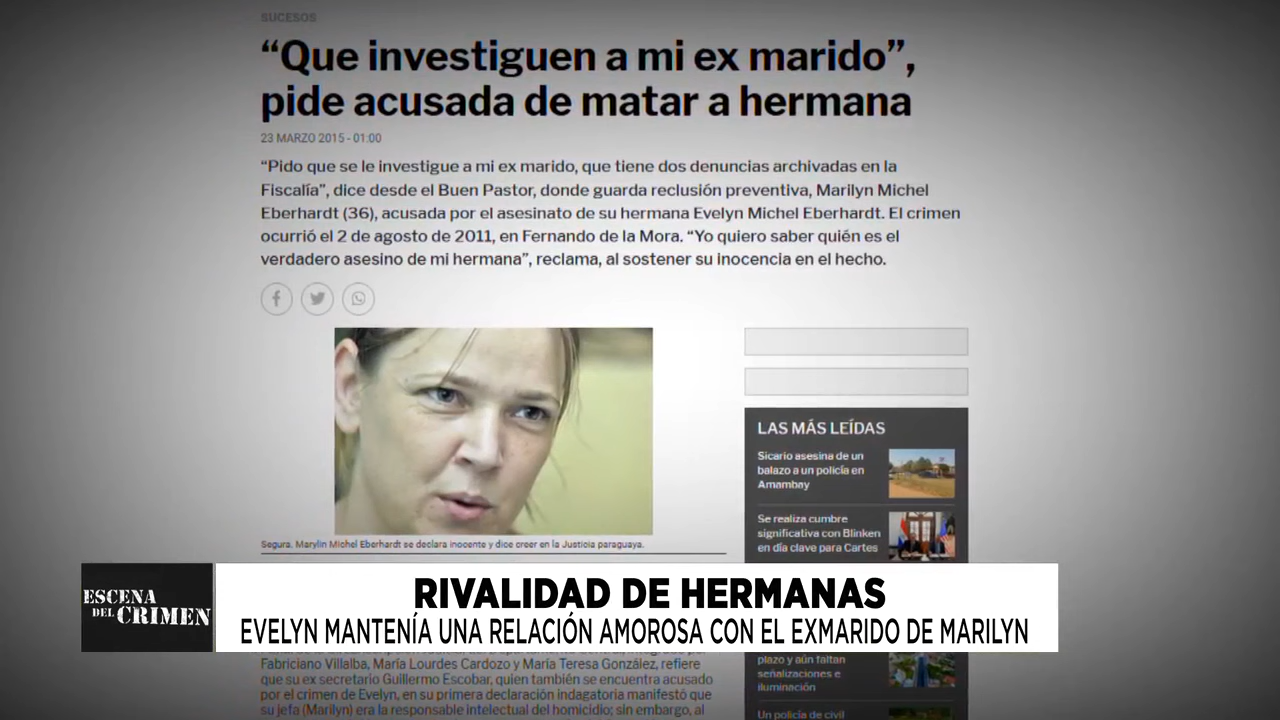 SUCESOS
“Que investiguen a mi ex marido”,
pide acusada de matar a hermana
23 MARZO 2015 - 01:00
“Pido que se le investigue a mi ex marido, que tiene dos denuncias archivadas en la
Fiscalía”, dice desde el Buen Pastor, donde guarda reclusión preventiva, Marilyn Michel
Eberhardt (36), acusada por el asesinato de su hermana Evelyn Michel Eberhardt. El crimen
ocurrió el 2 de agosto de 2011, en Fernando de la Mora. “Yo quiero saber quién es el
verdadero asesino de mi hermana”, reclama, al sostener su inocencia en el hecho.
Segura. Marylin Michel Eberhardt se declara inocente y dice creer en la Justicia paraguaya.
LAS MÁS LEÍDAS
Sicario asesina de un
balazo a un policía en
Amambay
Se realiza cumbre
significativa con Blinken
en día clave para Cartes
ESCENA
DEL CRIMEN
RIVALIDAD DE HERMANAS
EVELYN MANTENÍA UNA RELACIÓN AMOROSA CON EL EXMARIDO DE MARILYN
Fabriciano Villalba, María Lourdes Cardozo y María Teresa González, refiere
que su ex secretario Guillermo Escobar, quien también se encuentra acusado
por el crimen de Evelyn, en su primera declaración indagatoria manifestó que
su jefa (Marilyn) era la responsable intelectual del homicidio; sin embargo, al
plazo y aún faltan
señalizaciones e
iluminación
Un policía de civil